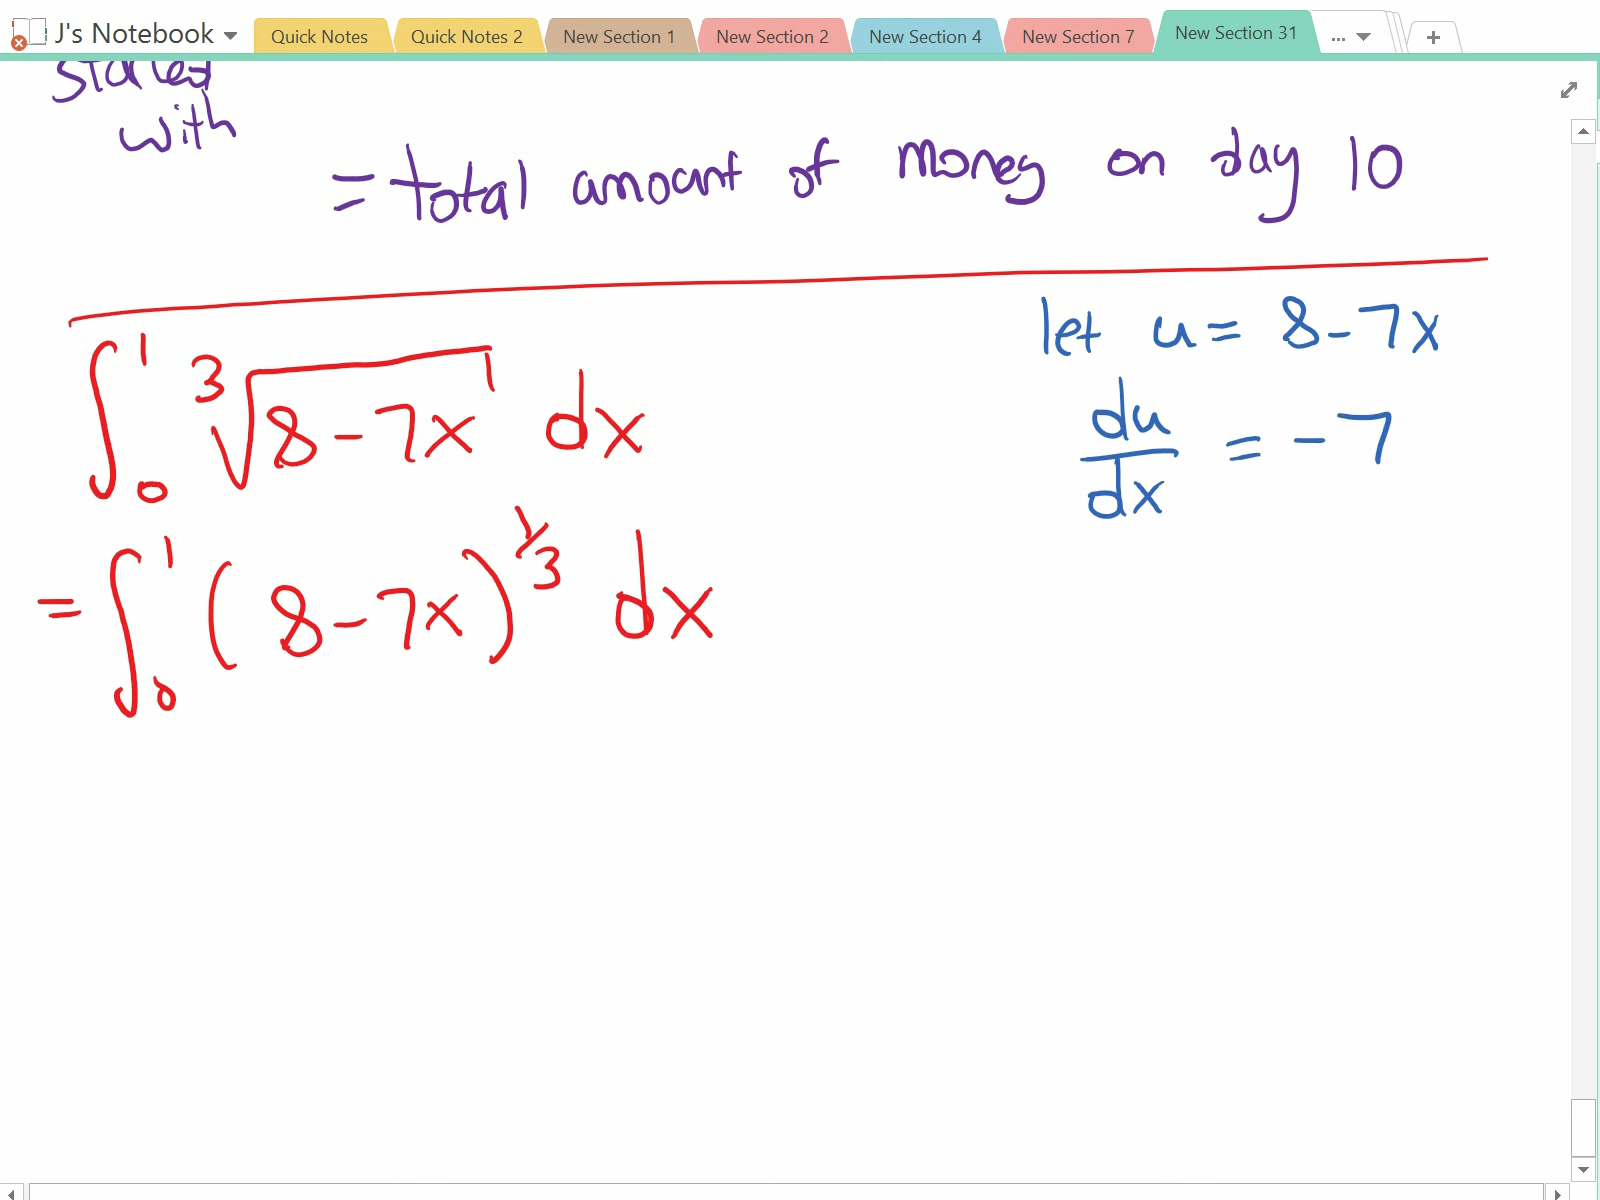 J's Notebook Quick Notes Quick Notes 2 New Section 1 New Section 2 New Section 4 New Section 7 New Section 31 ... +
started
with
= total amount of money on day 10
∫₀¹ ∛(8-7x) dx
let u = 8-7x
du/dx = -7
= ∫₀¹ (8-7x)^(1/3) dx